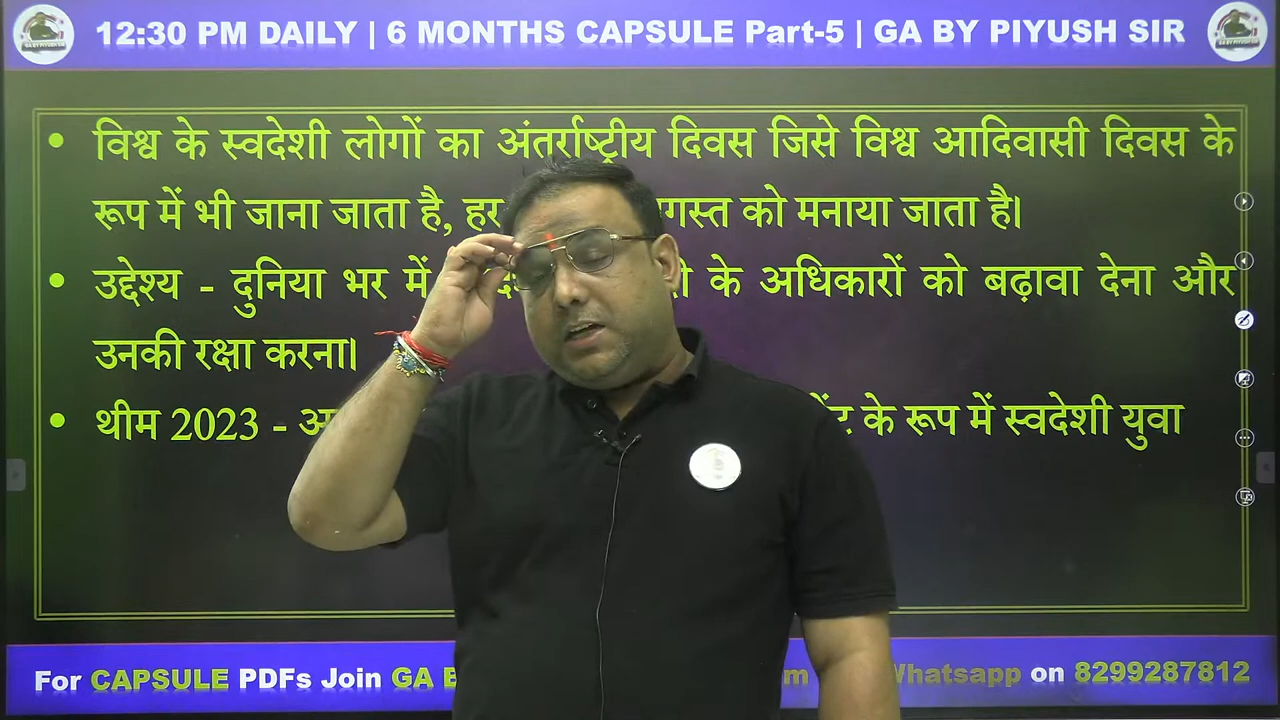 12:30 PM DAILY | 6 MONTHS CAPSULE Part-5 | GA BY PIYUSH SIR
• विश्व के स्वदेशी लोगों का अंतर्राष्ट्रीय दिवस जिसे विश्व आदिवासी दिवस के
रूप में भी जाना जाता है, हर को मनाया जाता है।
• उद्देश्य - दुनिया भर में के अधिकारों को बढ़ावा देना और
उनकी रक्षा करना।
• थीम 2023 - के रूप में स्वदेशी युवा
For CAPSULE PDFs Join GA Whatsapp on 8299287812